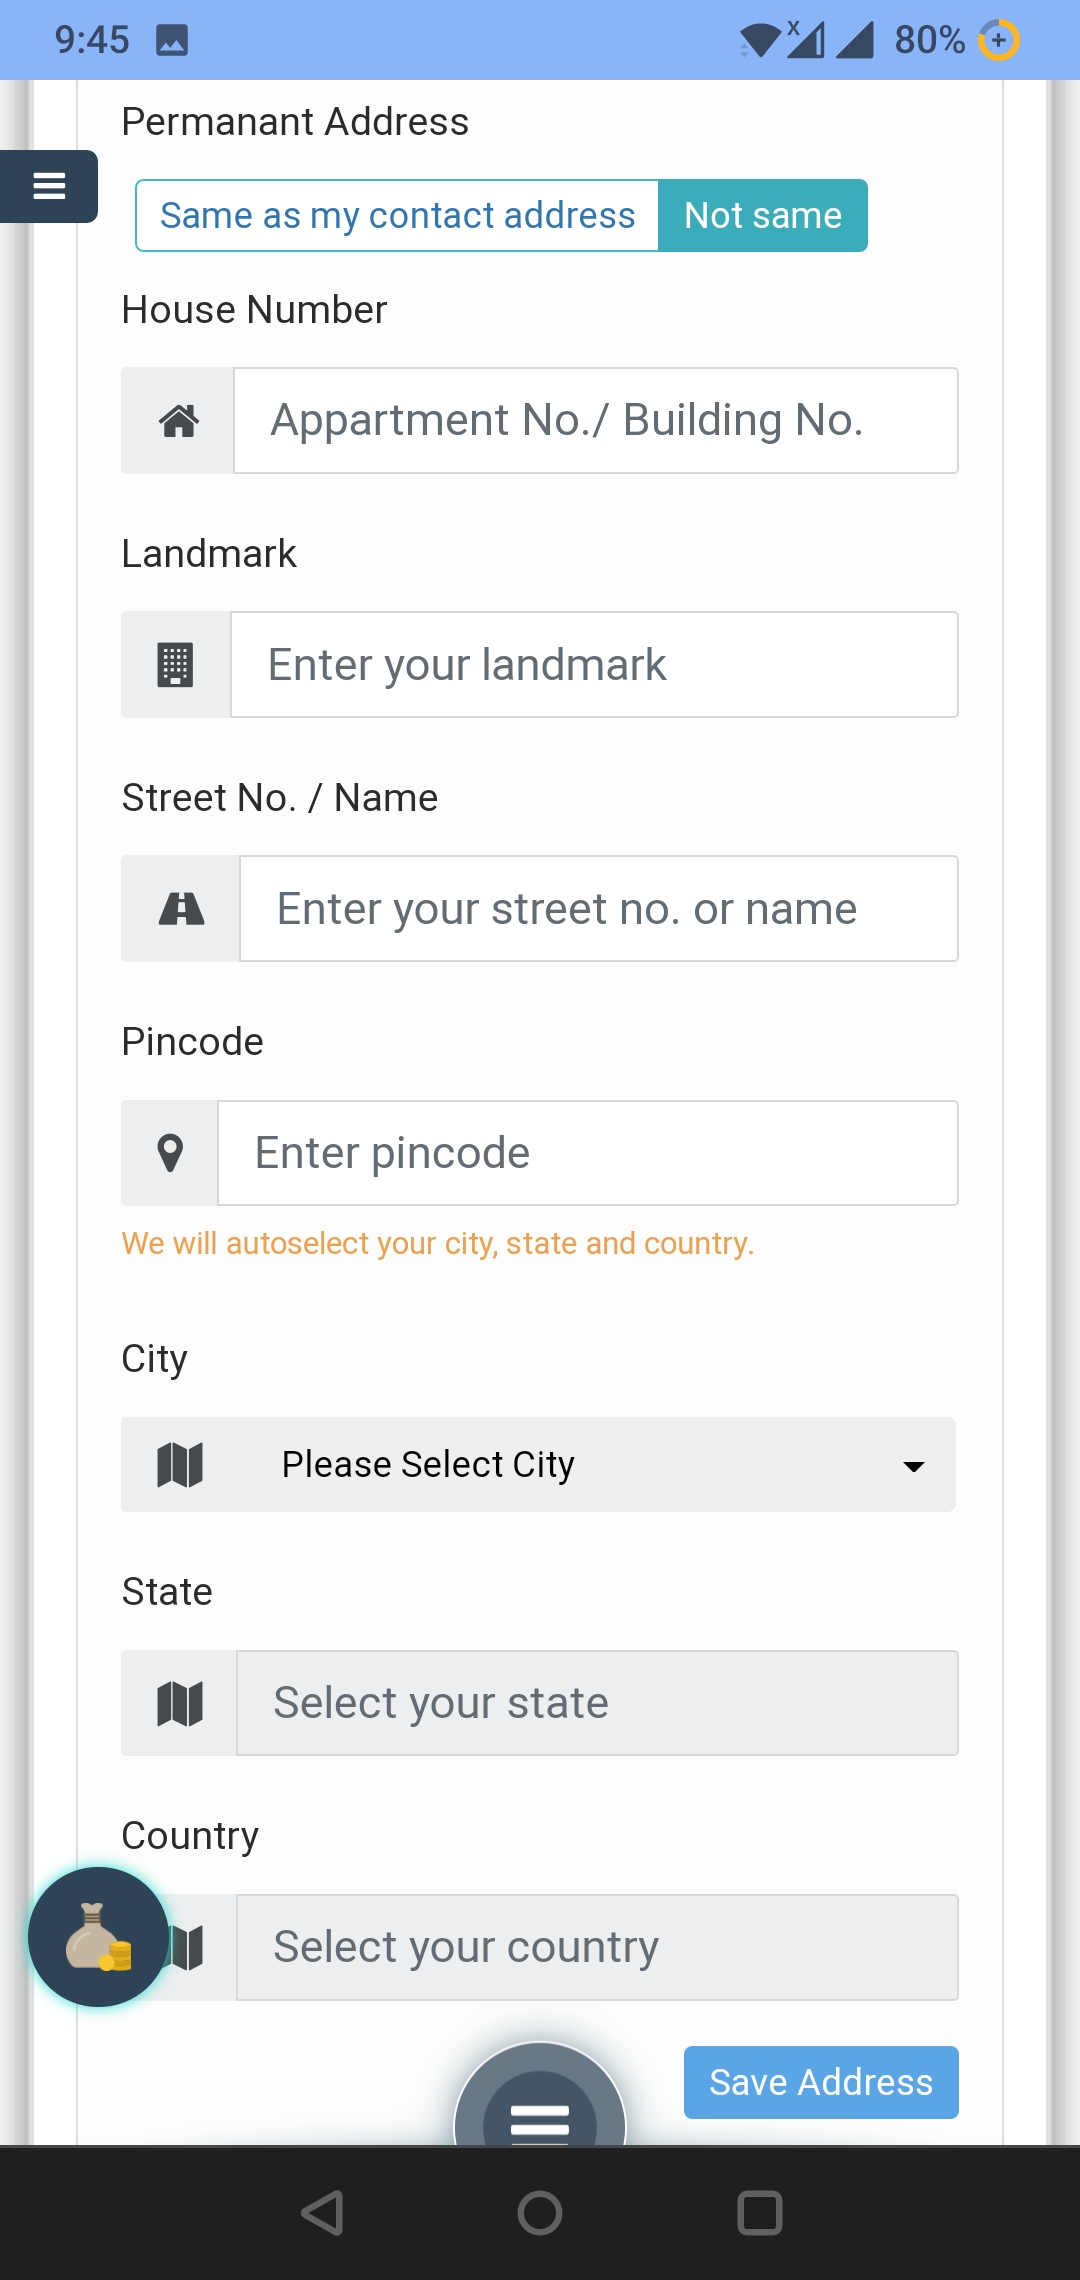 9:45
x
80%
Permanant Address
Same as my contact address Not same
House Number
Appartment No./ Building No.
Landmark
Enter your landmark
Street No. / Name
Enter your street no. or name
Pincode
Enter pincode
We will autoselect your city, state and country.
City
Please Select City
State
Select your state
Country
Select your country
Save Address